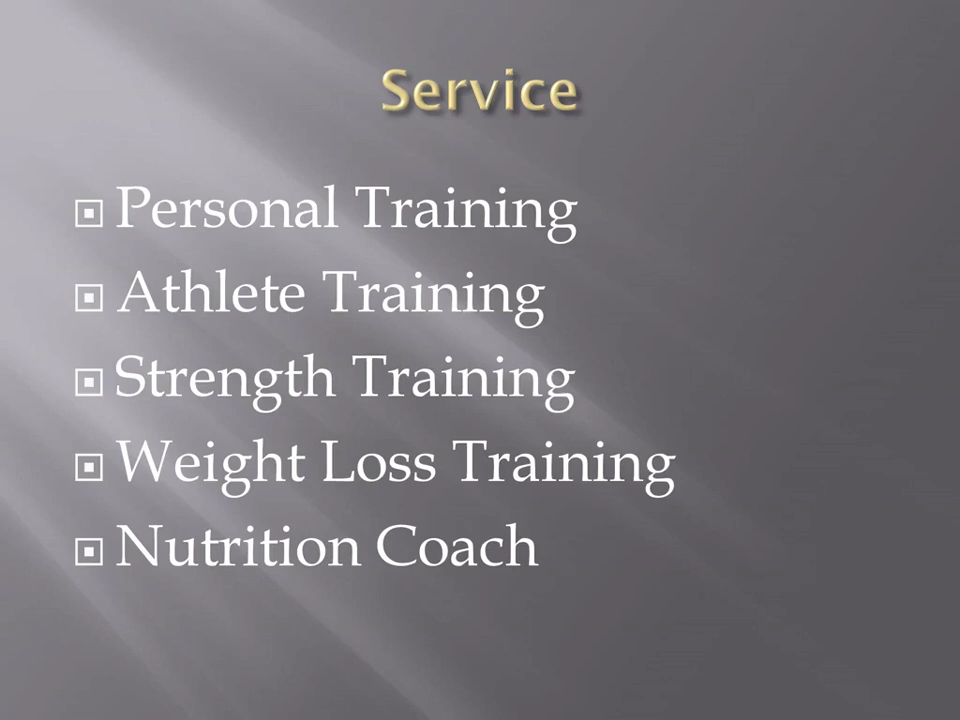 Service
Personal Training
Athlete Training
Strength Training
Weight Loss Training
Nutrition Coach